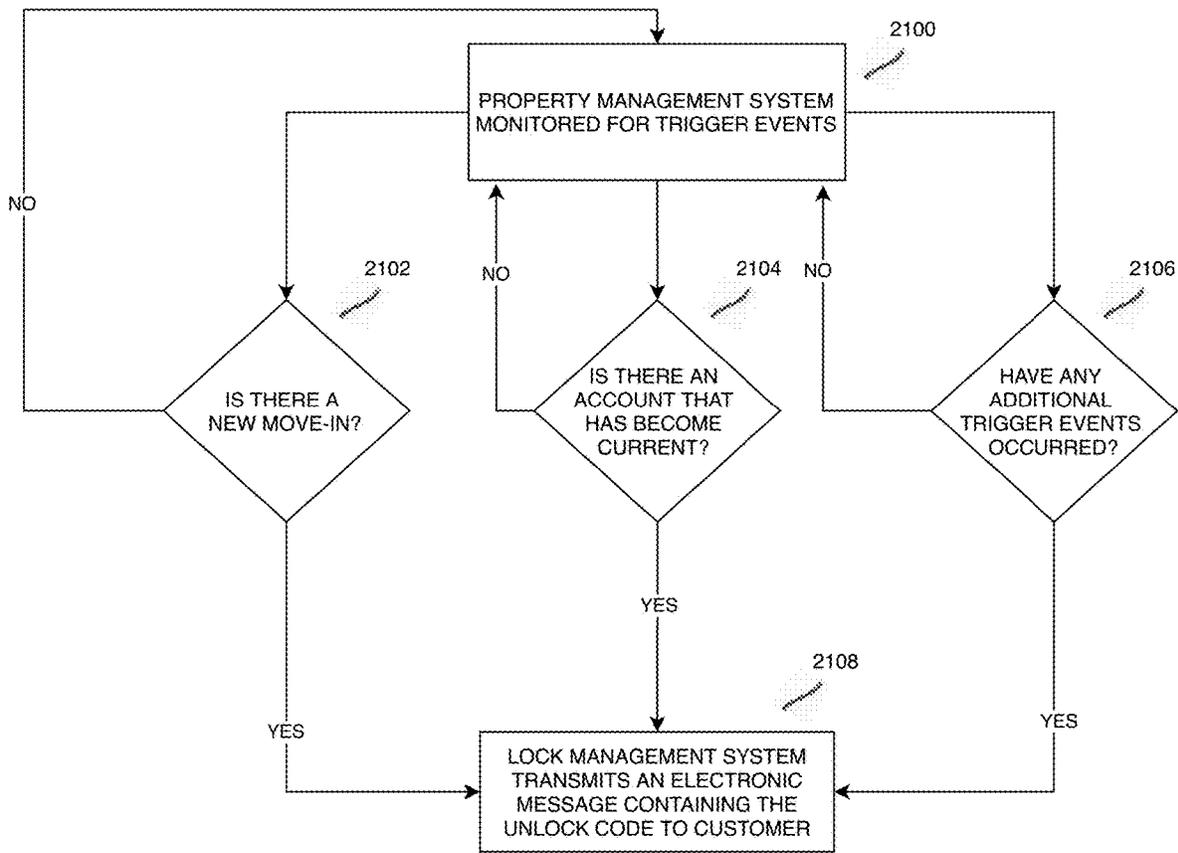 2100
PROPERTY MANAGEMENT SYSTEM
MONITORED FOR TRIGGER EVENTS
NO
2102
IS THERE A
NEW MOVE-IN?
NO
2104
IS THERE AN
ACCOUNT THAT
HAS BECOME
CURRENT?
NO
2106
HAVE ANY
ADDITIONAL
TRIGGER EVENTS
OCCURRED?
YES
YES
YES
2108
LOCK MANAGEMENT SYSTEM
TRANSMITS AN ELECTRONIC
MESSAGE CONTAINING THE
UNLOCK CODE TO CUSTOMER